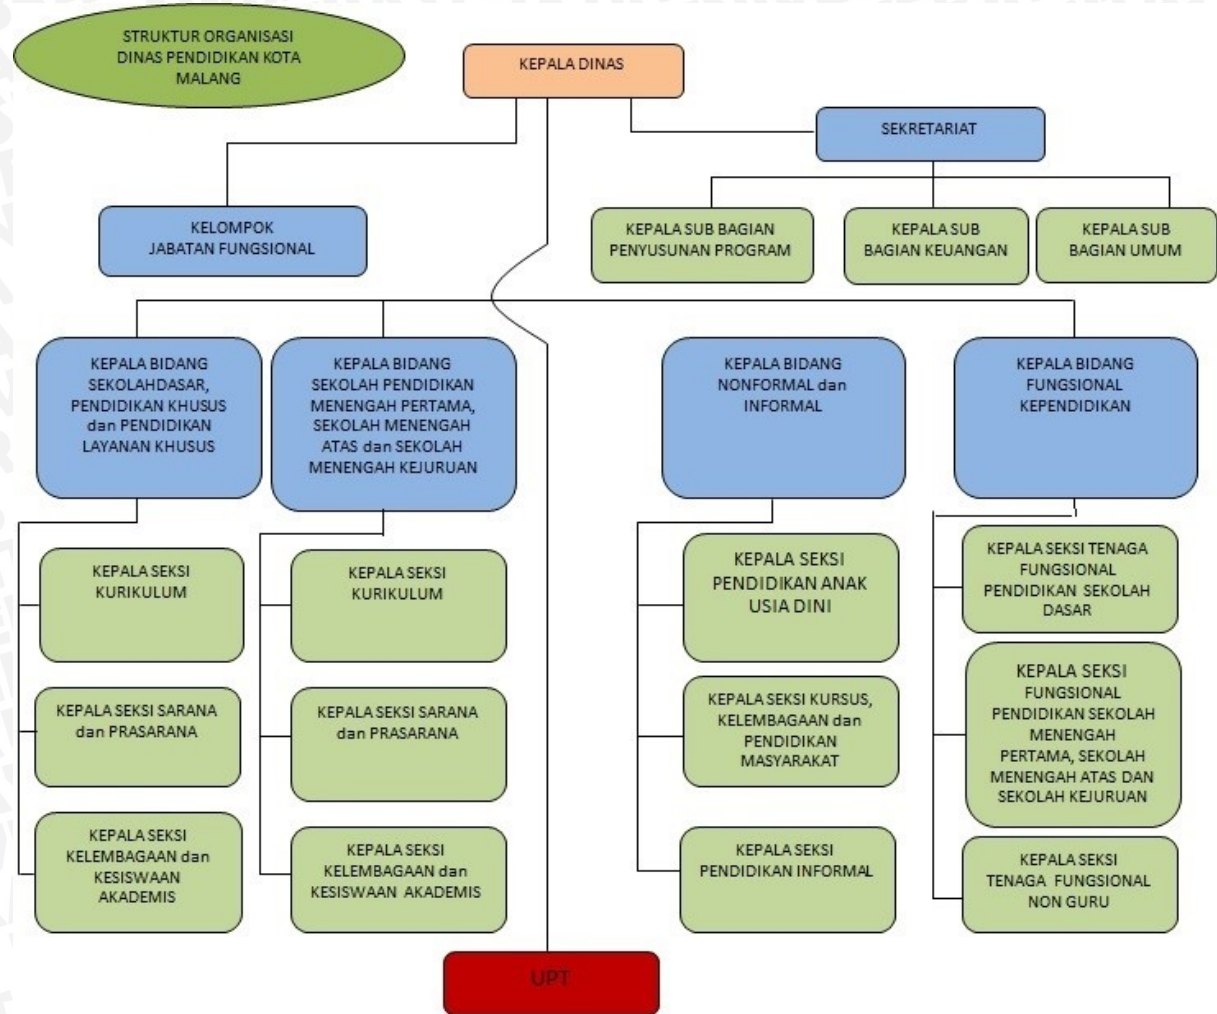 STRUKTUR ORGANISASI
DINAS PENDIDIKAN KOTA
MALANG
KEPALA DINAS
SEKRETARIAT
KELOMPOK
JABATAN FUNGSIONAL
KEPALA SUB BAGIAN
PENYUSUNAN PROGRAM
KEPALA SUB
BAGIAN KEUANGAN
KEPALA SUB
BAGIAN UMUM
KEPALA BIDANG
SEKOLAHDASAR,
PENDIDIKAN KHUSUS
dan PENDIDIKAN
LAYANAN KHUSUS
KEPALA BIDANG
SEKOLAH PENDIDIKAN
MENENGAH PERTAMA,
SEKOLAH MENENGAH
ATAS dan SEKOLAH
MENENGAH KEJURUAN
KEPALA BIDANG
NONFORMAL dan
INFORMAL
KEPALA BIDANG
FUNGSIONAL
KEPENDIDIKAN
KEPALA SEKSI
KURIKULUM
KEPALA SEKSI SARANA
dan PRASARANA
KEPALA SEKSI
KELEMBAGAAN dan
KESISWAAN
AKADEMIS
KEPALA SEKSI
KURIKULUM
KEPALA SEKSI SARANA
dan PRASARANA
KEPALA SEKSI
KELEMBAGAAN dan
KESISWAAN AKADEMIS
KEPALA SEKSI
PENDIDIKAN ANAK
USIA DINI
KEPALA SEKSI KURSUS,
KELEMBAGAAN dan
PENDIDIKAN
MASYARAKAT
KEPALA SEKSI
PENDIDIKAN INFORMAL
KEPALA SEKSI TENAGA
FUNGSIONAL
PENDIDIKAN SEKOLAH
DASAR
KEPALA SEKSI
FUNGSIONAL
PENDIDIKAN SEKOLAH
MENENGAH
PERTAMA, SEKOLAH
MENENGAH ATAS DAN
SEKOLAH KEJURUAN
KEPALA SEKSI
TENAGA FUNGSIONAL
NON GURU
UPT